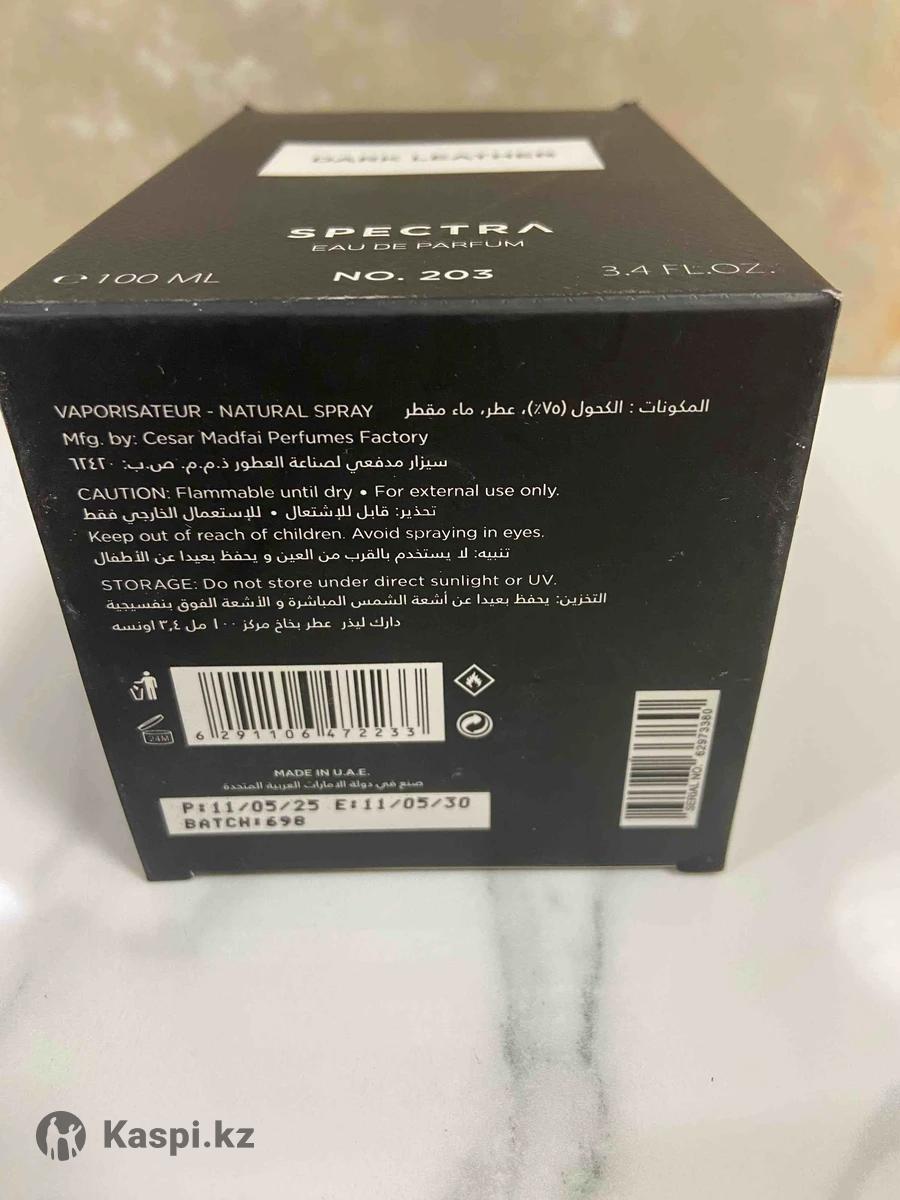 DARK LEATHER
SPECTRA
EAU DE PARFUM
℮ 100 ML NO. 203 3.4 FL.OZ.
VAPORISATEUR - NATURAL SPRAY المكونات : الكحول (٧٥٪)، عطر، ماء مقطر
Mfg. by: Cesar Madfai Perfumes Factory
سيزار مدفعي لصناعة العطور ذ.م.م. ص.ب: ٦٢٤٢٠
CAUTION: Flammable until dry • For external use only.
تحذير: قابل للإشتعال • للإستعمال الخارجي فقط
Keep out of reach of children. Avoid spraying in eyes.
تنبيه: لا يستخدم بالقرب من العين و يحفظ بعيدا عن الأطفال
STORAGE: Do not store under direct sunlight or UV.
التخزين: يحفظ بعيدا عن أشعة الشمس المباشرة و الأشعة الفوق بنفسيجية
دارك ليذر عطر بخاخ مركز ١٠٠ مل ٣,٤ اونسه
24M
6 291106 472233
SERIAL NO. 62973380
MADE IN U.A.E.
صنع في دولة الامارات العربية المتحدة
P:11/05/25 E:11/05/30
BATCH:698
Kaspi.kz